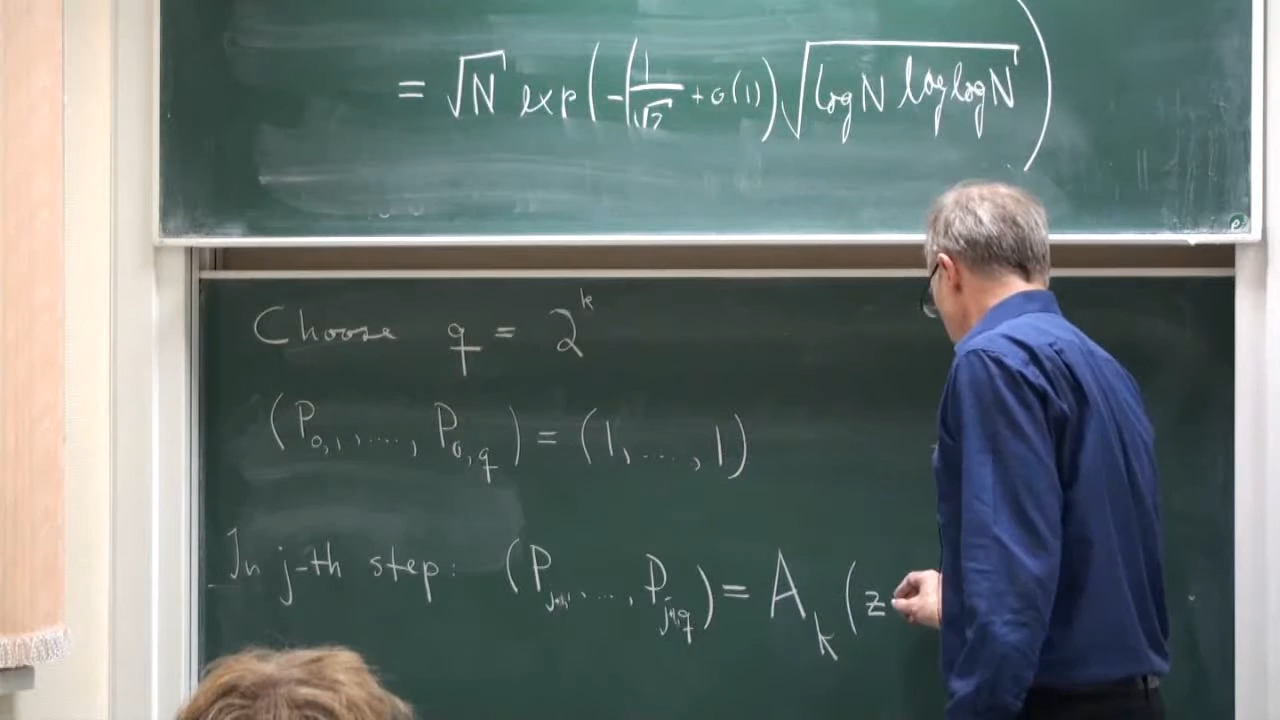 = √N exp(-(1/√2 + o(1)) √(log N log log N))
Choose q = 2^k
(P_{0,1}, ...., P_{0,q}) = (1, ...., 1)
In j-th step: (P_{j+1,1}, ..., P_{j+1,q}) = A_k (z